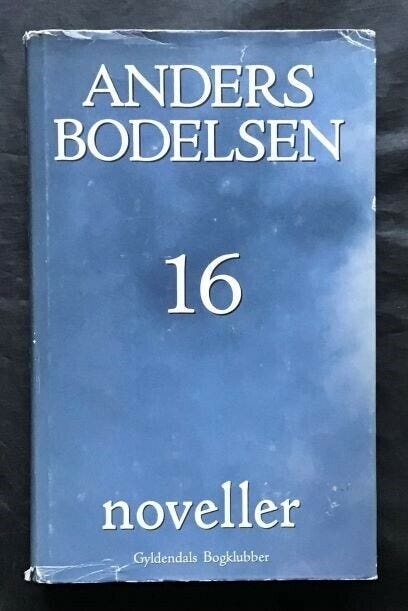 ANDERS
BODELSEN
16
noveller
Gyldendals Bogklubber